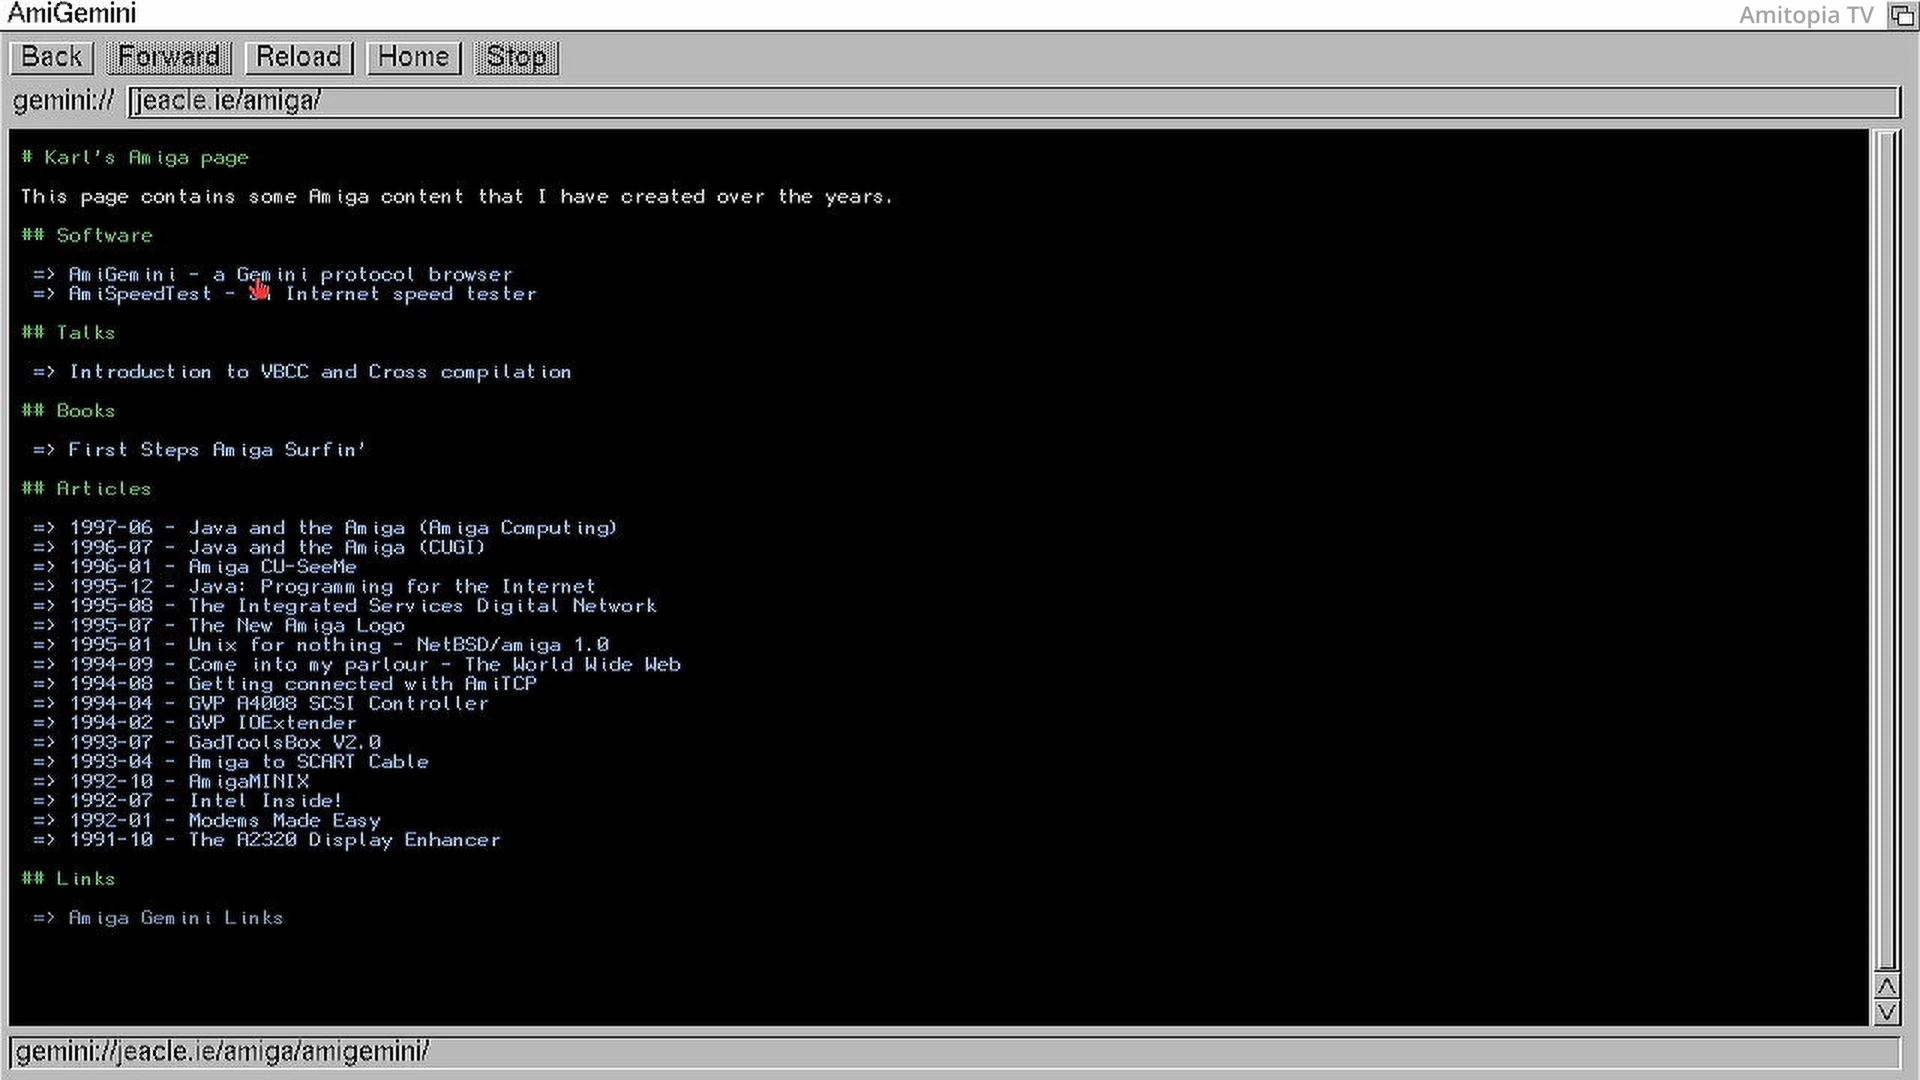 AmiGemini
Amitopia TV
Back Forward Reload Home Stop
gemini:// jeacle.ie/amiga/
# Karl's Amiga page
This page contains some Amiga content that I have created over the years.
## Software
=> AmiGemini - a Gemini protocol browser
=> AmiSpeedTest - Internet speed tester
## Talks
=> Introduction to VBCC and Cross compilation
## Books
=> First Steps Amiga Surfin'
## Articles
=> 1997-06 - Java and the Amiga (Amiga Computing)
=> 1996-07 - Java and the Amiga (CUGI)
=> 1996-01 - Amiga CU-SeeMe
=> 1995-12 - Java: Programming for the Internet
=> 1995-08 - The Integrated Services Digital Network
=> 1995-07 - The New Amiga Logo
=> 1995-01 - Unix for nothing - NetBSD/amiga 1.0
=> 1994-09 - Come into my parlour - The World Wide Web
=> 1994-08 - Getting connected with AmiTCP
=> 1994-04 - GVP A4008 SCSI Controller
=> 1994-02 - GVP IOExtender
=> 1993-07 - GadToolsBox V2.0
=> 1993-04 - Amiga to SCART Cable
=> 1992-10 - AmigaMINIX
=> 1992-07 - Intel Inside!
=> 1992-01 - Modems Made Easy
=> 1991-10 - The A2320 Display Enhancer
## Links
=> Amiga Gemini Links
gemini://jeacle.ie/amiga/amigemini/